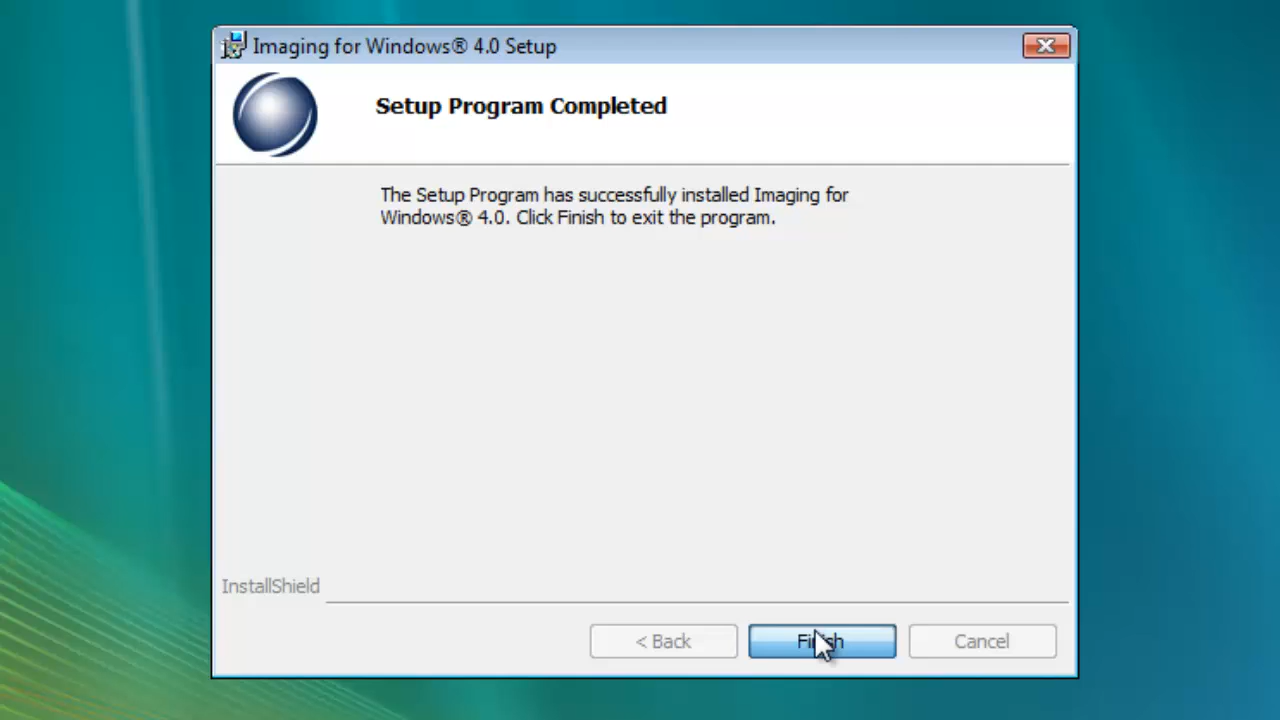 Imaging for Windows® 4.0 Setup
Setup Program Completed
The Setup Program has successfully installed Imaging for
Windows® 4.0. Click Finish to exit the program.
InstallShield
< Back
Finish
Cancel